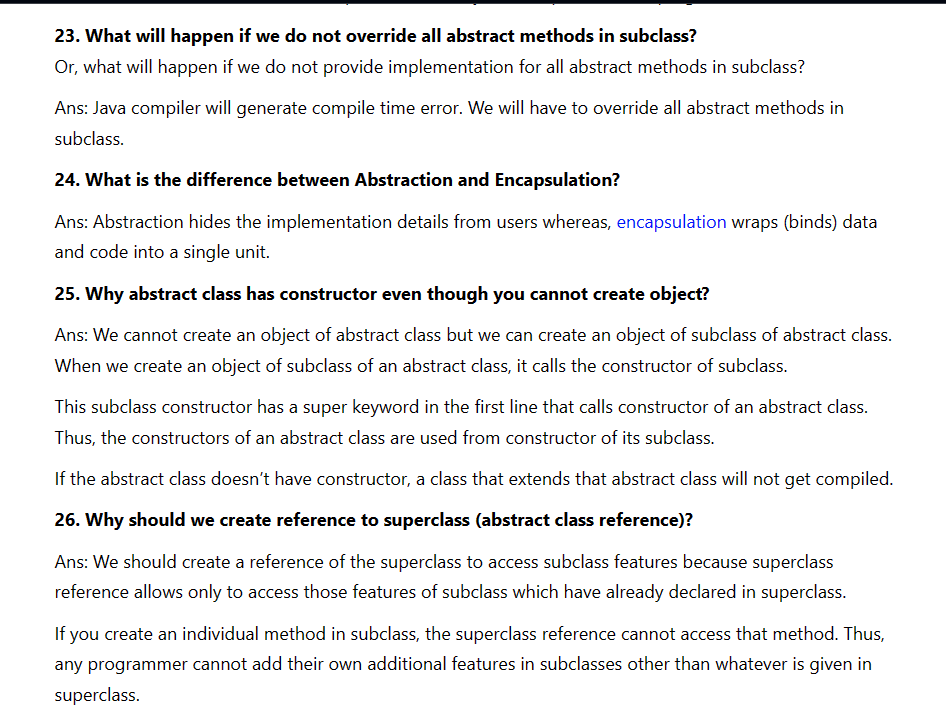 23. What will happen if we do not override all abstract methods in subclass?
Or, what will happen if we do not provide implementation for all abstract methods in subclass?
Ans: Java compiler will generate compile time error. We will have to override all abstract methods in
subclass.
24. What is the difference between Abstraction and Encapsulation?
Ans: Abstraction hides the implementation details from users whereas, encapsulation wraps (binds) data
and code into a single unit.
25. Why abstract class has constructor even though you cannot create object?
Ans: We cannot create an object of abstract class but we can create an object of subclass of abstract class.
When we create an object of subclass of an abstract class, it calls the constructor of subclass.
This subclass constructor has a super keyword in the first line that calls constructor of an abstract class.
Thus, the constructors of an abstract class are used from constructor of its subclass.
If the abstract class doesn’t have constructor, a class that extends that abstract class will not get compiled.
26. Why should we create reference to superclass (abstract class reference)?
Ans: We should create a reference of the superclass to access subclass features because superclass
reference allows only to access those features of subclass which have already declared in superclass.
If you create an individual method in subclass, the superclass reference cannot access that method. Thus,
any programmer cannot add their own additional features in subclasses other than whatever is given in
superclass.